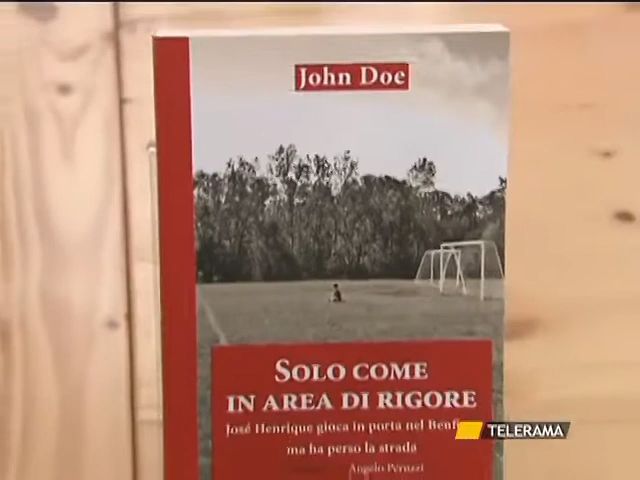 John Doe
SOLO COME
IN AREA DI RIGORE
José Henrique gioca in porta nel
ma ha perso la strada
Angelo Peruzzi
TELERAMA